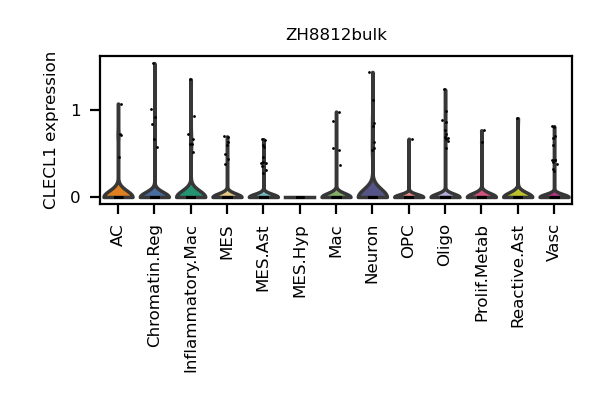 ZH8812bulk
CLECL1 expression
1
0
AC
Chromatin.Reg
Inflammatory.Mac
MES
MES.Ast
MES.Hyp
Mac
Neuron
OPC
Oligo
Prolif.Metab
Reactive.Ast
Vasc